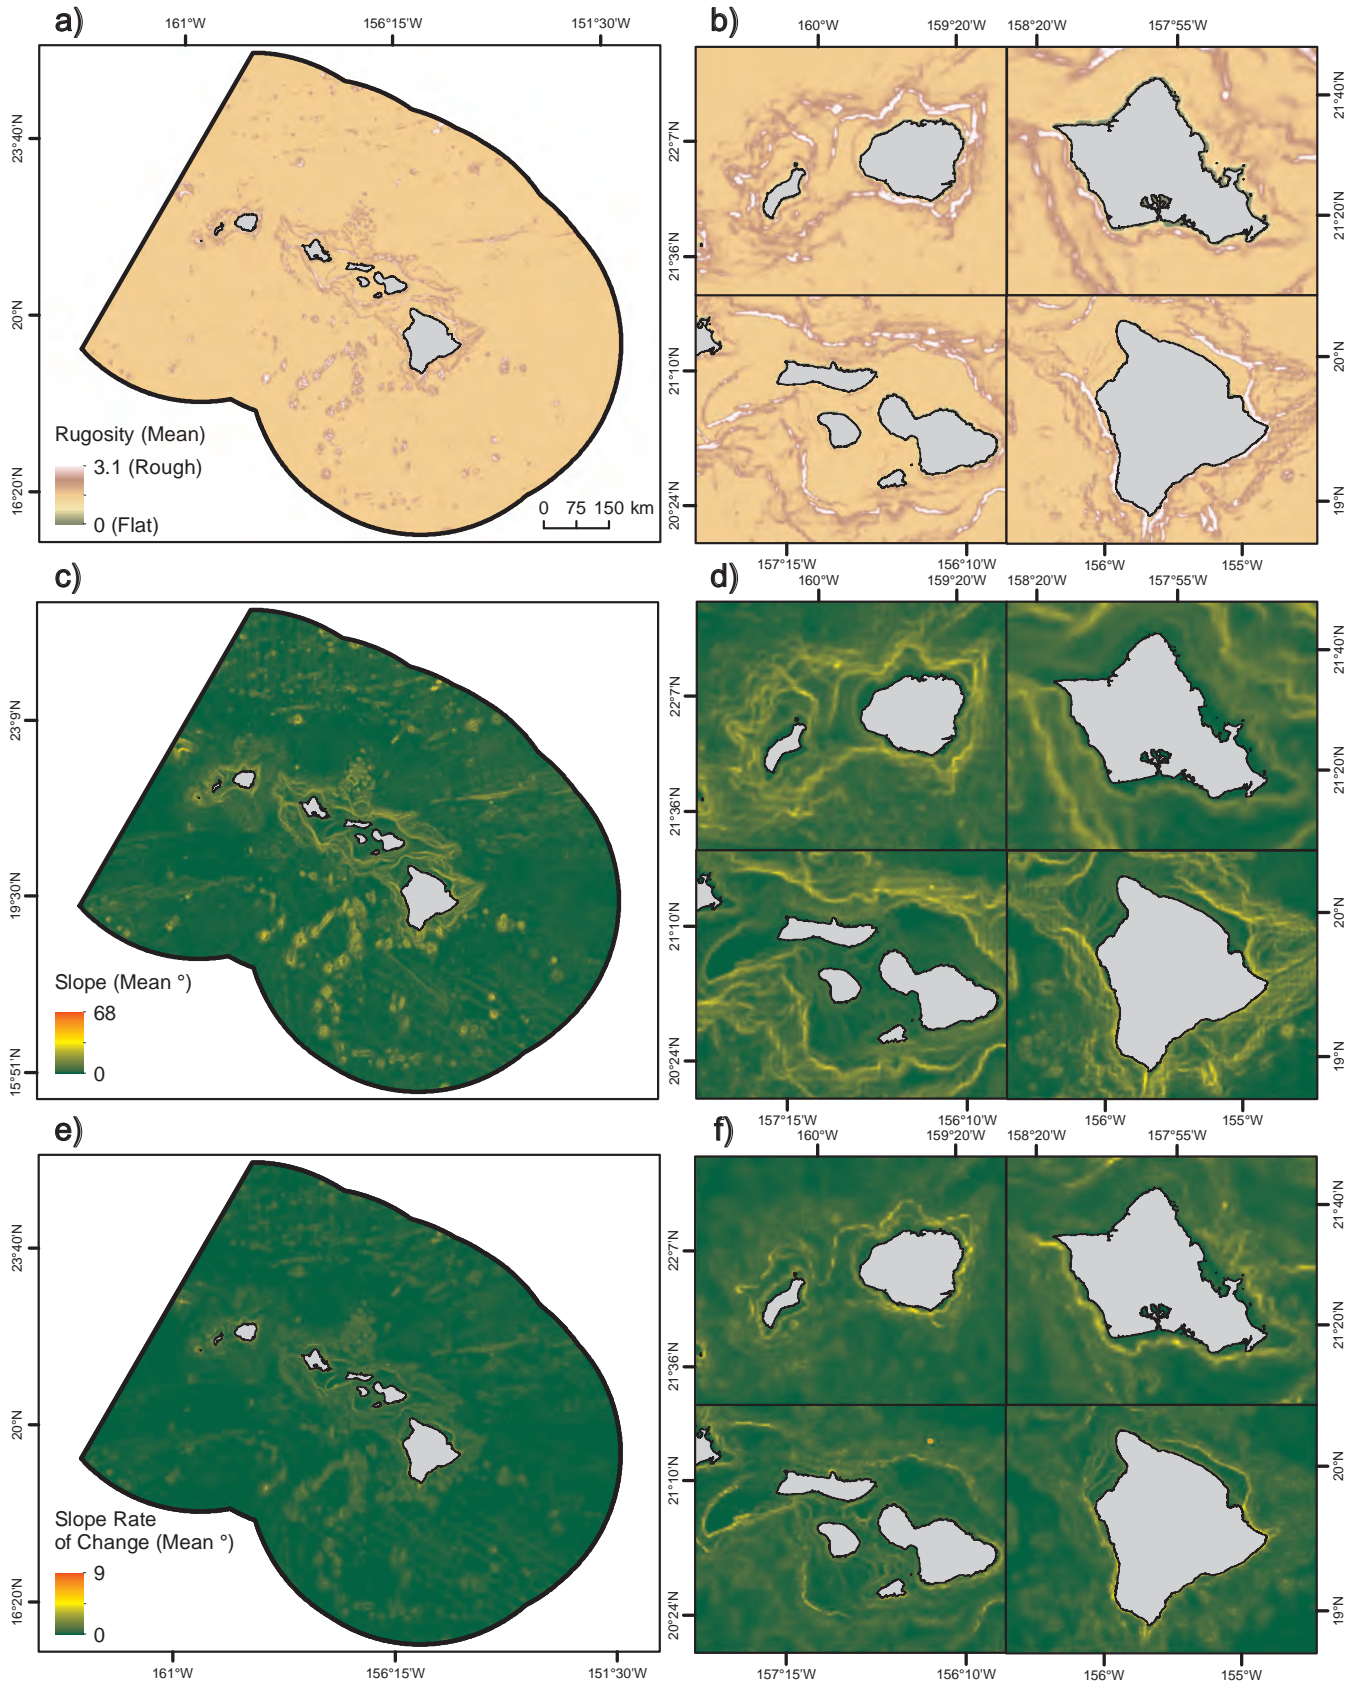 a)
161°W 156°15'W 151°30'W
23°40'N
20°N
16°20'N
Rugosity (Mean)
3.1 (Rough)
0 (Flat)
0 75 150 km
b)
160°W 159°20'W 158°20'W 157°55'W
22°7'N
21°36'N
21°10'N
20°24'N
21°40'N
21°20'N
20°N
19°N
157°15'W 156°10'W 156°W 155°W
c)
23°9'N
19°30'N
15°51'N
Slope (Mean °)
68
0
d)
160°W 159°20'W 158°20'W 157°55'W
22°7'N
21°36'N
21°10'N
20°24'N
21°40'N
21°20'N
20°N
19°N
157°15'W 156°10'W 156°W 155°W
e)
23°40'N
20°N
16°20'N
Slope Rate
of Change (Mean °)
9
0
161°W 156°15'W 151°30'W
f)
160°W 159°20'W 158°20'W 157°55'W
22°7'N
21°36'N
21°10'N
20°24'N
21°40'N
21°20'N
20°N
19°N
157°15'W 156°10'W 156°W 155°W